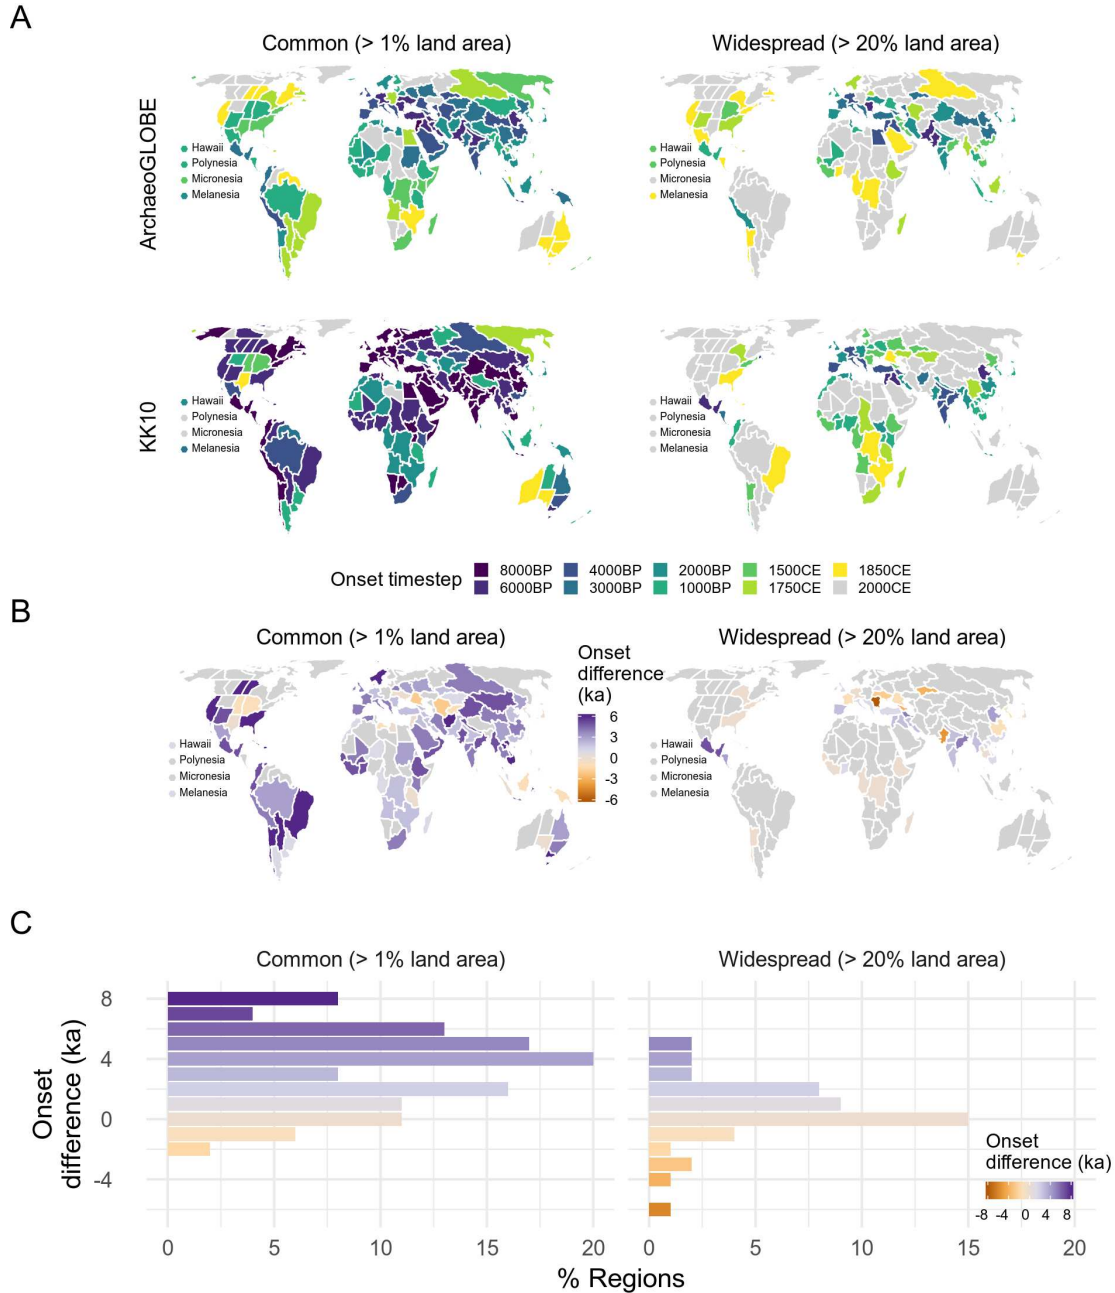 A
Common (> 1% land area)
Widespread (> 20% land area)
ArchaeoGLOBE
Hawaii
Polynesia
Micronesia
Melanesia
Hawaii
Polynesia
Micronesia
Melanesia
KK10
Hawaii
Polynesia
Micronesia
Melanesia
Hawaii
Polynesia
Micronesia
Melanesia
Onset timestep
8000BP 4000BP 2000BP 1500CE 1850CE
6000BP 3000BP 1000BP 1750CE 2000CE
B
Common (> 1% land area)
Widespread (> 20% land area)
Onset
difference
(ka)
6
3
0
-3
-6
Hawaii
Polynesia
Micronesia
Melanesia
Hawaii
Polynesia
Micronesia
Melanesia
C
Common (> 1% land area)
Widespread (> 20% land area)
Onset
difference (ka)
8
4
0
-4
Onset
difference (ka)
-8 -4 0 4 8
0 5 10 15 20
0 5 10 15 20
% Regions